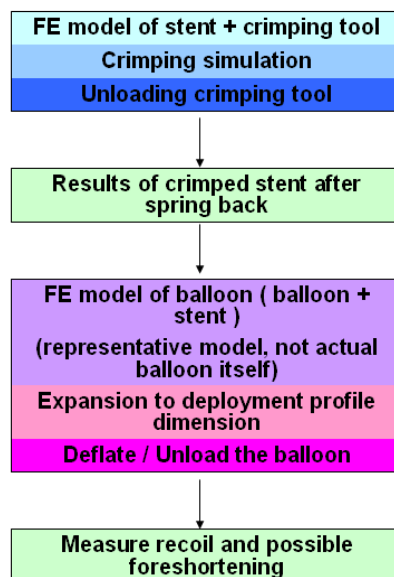 FE model of stent + crimping tool
Crimping simulation
Unloading crimping tool
Results of crimped stent after
spring back
FE model of balloon ( balloon +
stent )
(representative model, not actual
balloon itself)
Expansion to deployment profile
dimension
Deflate / Unload the balloon
Measure recoil and possible
foreshortening